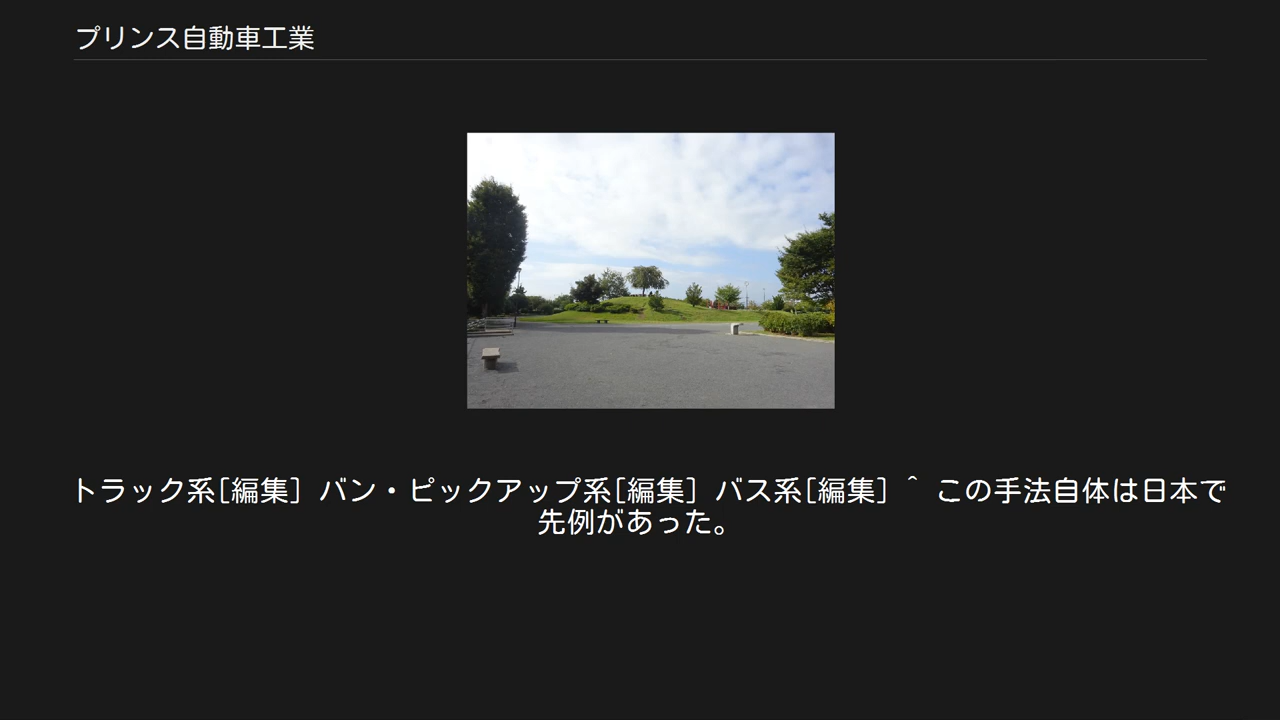 プリンス自動車工業
トラック系[編集] バン・ピックアップ系[編集] バス系[編集] ^ この手法自体は日本で
先例があった。